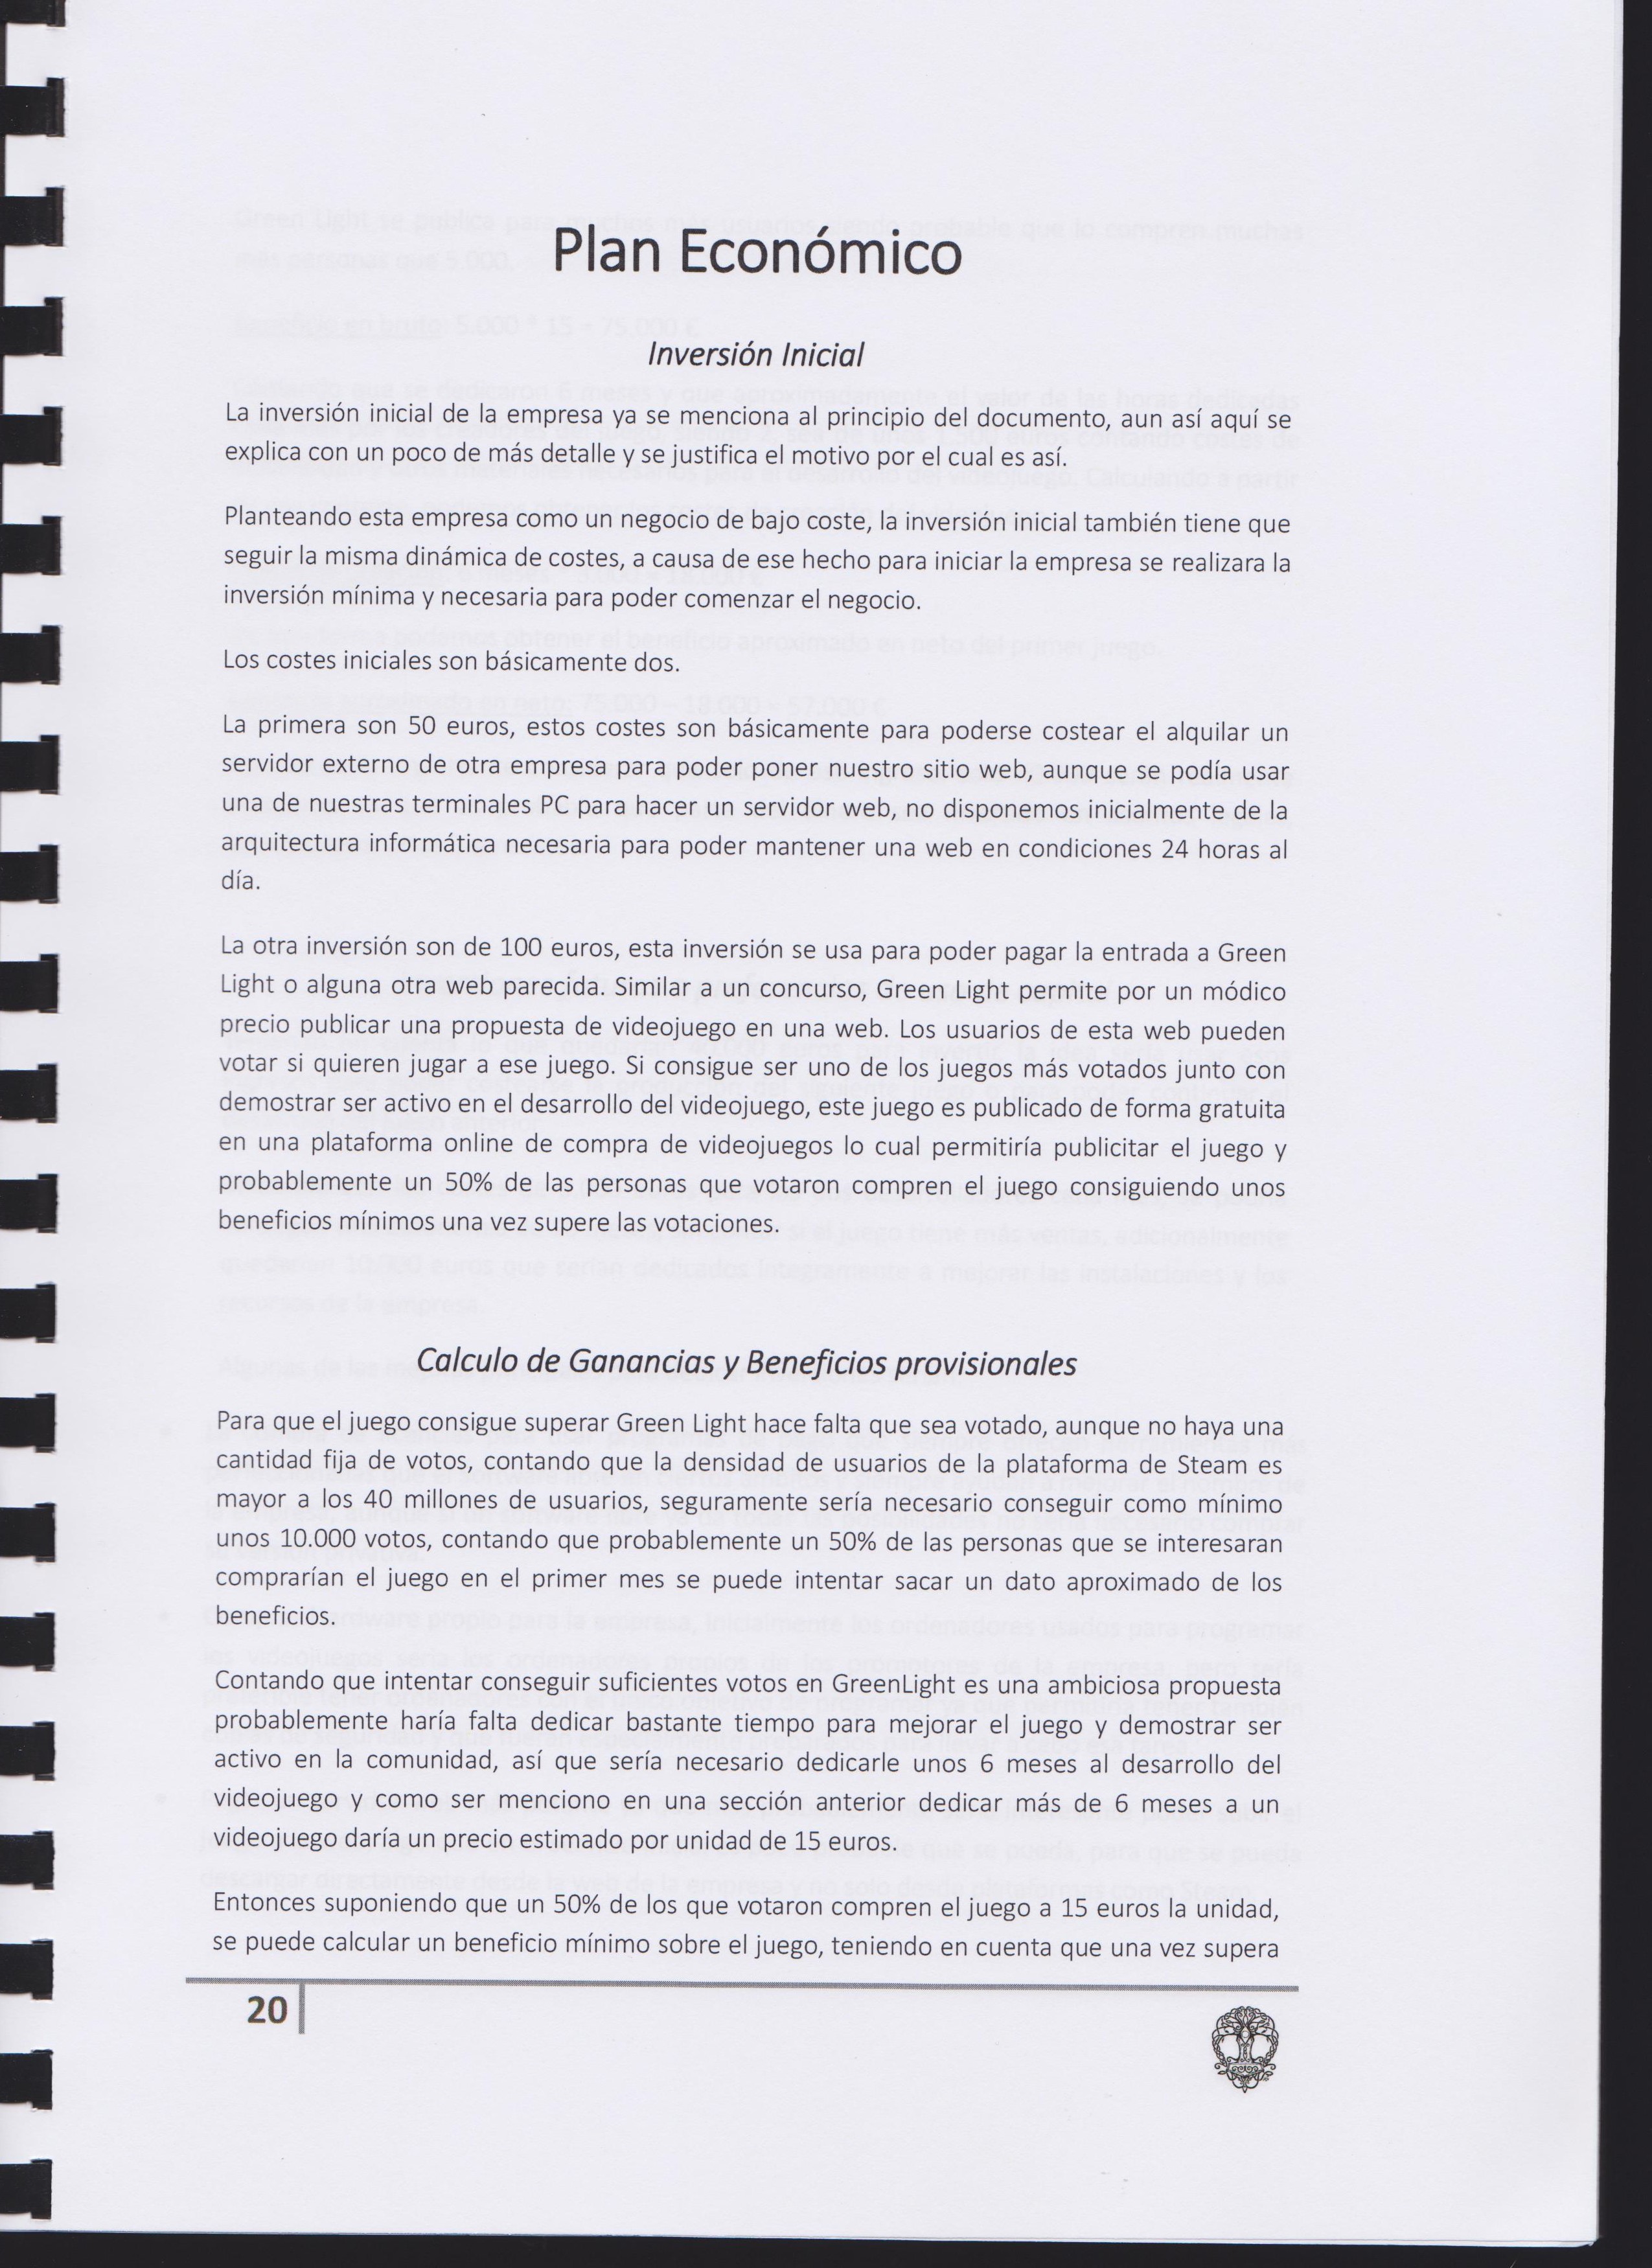 Plan Económico
Inversión Inicial
La inversión inicial de la empresa ya se menciona al principio del documento, aun así aquí se
explica con un poco de más detalle y se justifica el motivo por el cual es así.
Planteando esta empresa como un negocio de bajo coste, la inversión inicial también tiene que
seguir la misma dinámica de costes, a causa de ese hecho para iniciar la empresa se realizara la
inversión mínima y necesaria para poder comenzar el negocio.
Los costes iniciales son básicamente dos.
La primera son 50 euros, estos costes son básicamente para poderse costear el alquilar un
servidor externo de otra empresa para poder poner nuestro sitio web, aunque se podía usar
una de nuestras terminales PC para hacer un servidor web, no disponemos inicialmente de la
arquitectura informática necesaria para poder mantener una web en condiciones 24 horas al
día.
La otra inversión son de 100 euros, esta inversión se usa para poder pagar la entrada a Green
Light o alguna otra web parecida. Similar a un concurso, Green Light permite por un módico
precio publicar una propuesta de videojuego en una web. Los usuarios de esta web pueden
votar si quieren jugar a ese juego. Si consigue ser uno de los juegos más votados junto con
demostrar ser activo en el desarrollo del videojuego, este juego es publicado de forma gratuita
en una plataforma online de compra de videojuegos lo cual permitiría publicitar el juego y
probablemente un 50% de las personas que votaron compren el juego consiguiendo unos
beneficios mínimos una vez supere las votaciones.
Calculo de Ganancias y Beneficios provisionales
Para que el juego consigue superar Green Light hace falta que sea votado, aunque no haya una
cantidad fija de votos, contando que la densidad de usuarios de la plataforma de Steam es
mayor a los 40 millones de usuarios, seguramente sería necesario conseguir como mínimo
unos 10.000 votos, contando que probablemente un 50% de las personas que se interesaran
comprarían el juego en el primer mes se puede intentar sacar un dato aproximado de los
beneficios.
Contando que intentar conseguir suficientes votos en GreenLight es una ambiciosa propuesta
probablemente haría falta dedicar bastante tiempo para mejorar el juego y demostrar ser
activo en la comunidad, así que sería necesario dedicarle unos 6 meses al desarrollo del
videojuego y como ser menciono en una sección anterior dedicar más de 6 meses a un
videojuego daría un precio estimado por unidad de 15 euros.
Entonces suponiendo que un 50% de los que votaron compren el juego a 15 euros la unidad,
se puede calcular un beneficio mínimo sobre el juego, teniendo en cuenta que una vez supera
20